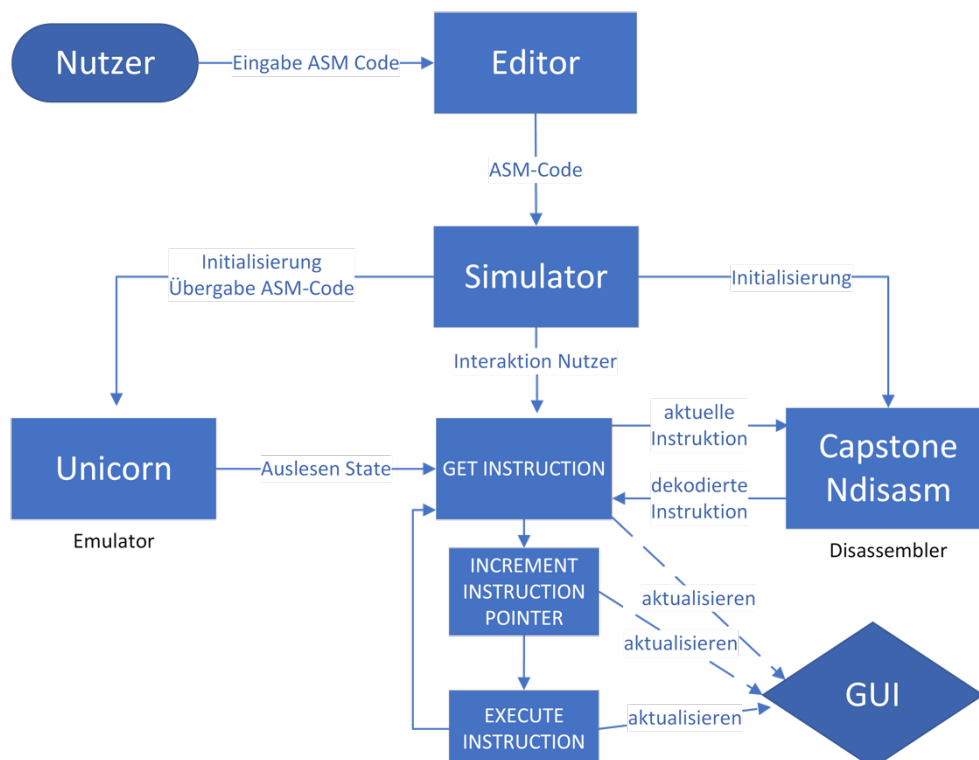 Nutzer
Eingabe ASM Code
Editor
ASM-Code
Initialisierung
Übergabe ASM-Code
Simulator
Initialisierung
Interaktion Nutzer
Unicorn
Emulator
Auslesen State
GET INSTRUCTION
aktuelle
Instruktion
dekodierte
Instruktion
Capstone
Ndisasm
Disassembler
INCREMENT
INSTRUCTION
POINTER
aktualisieren
aktualisieren
EXECUTE
INSTRUCTION
aktualisieren
GUI